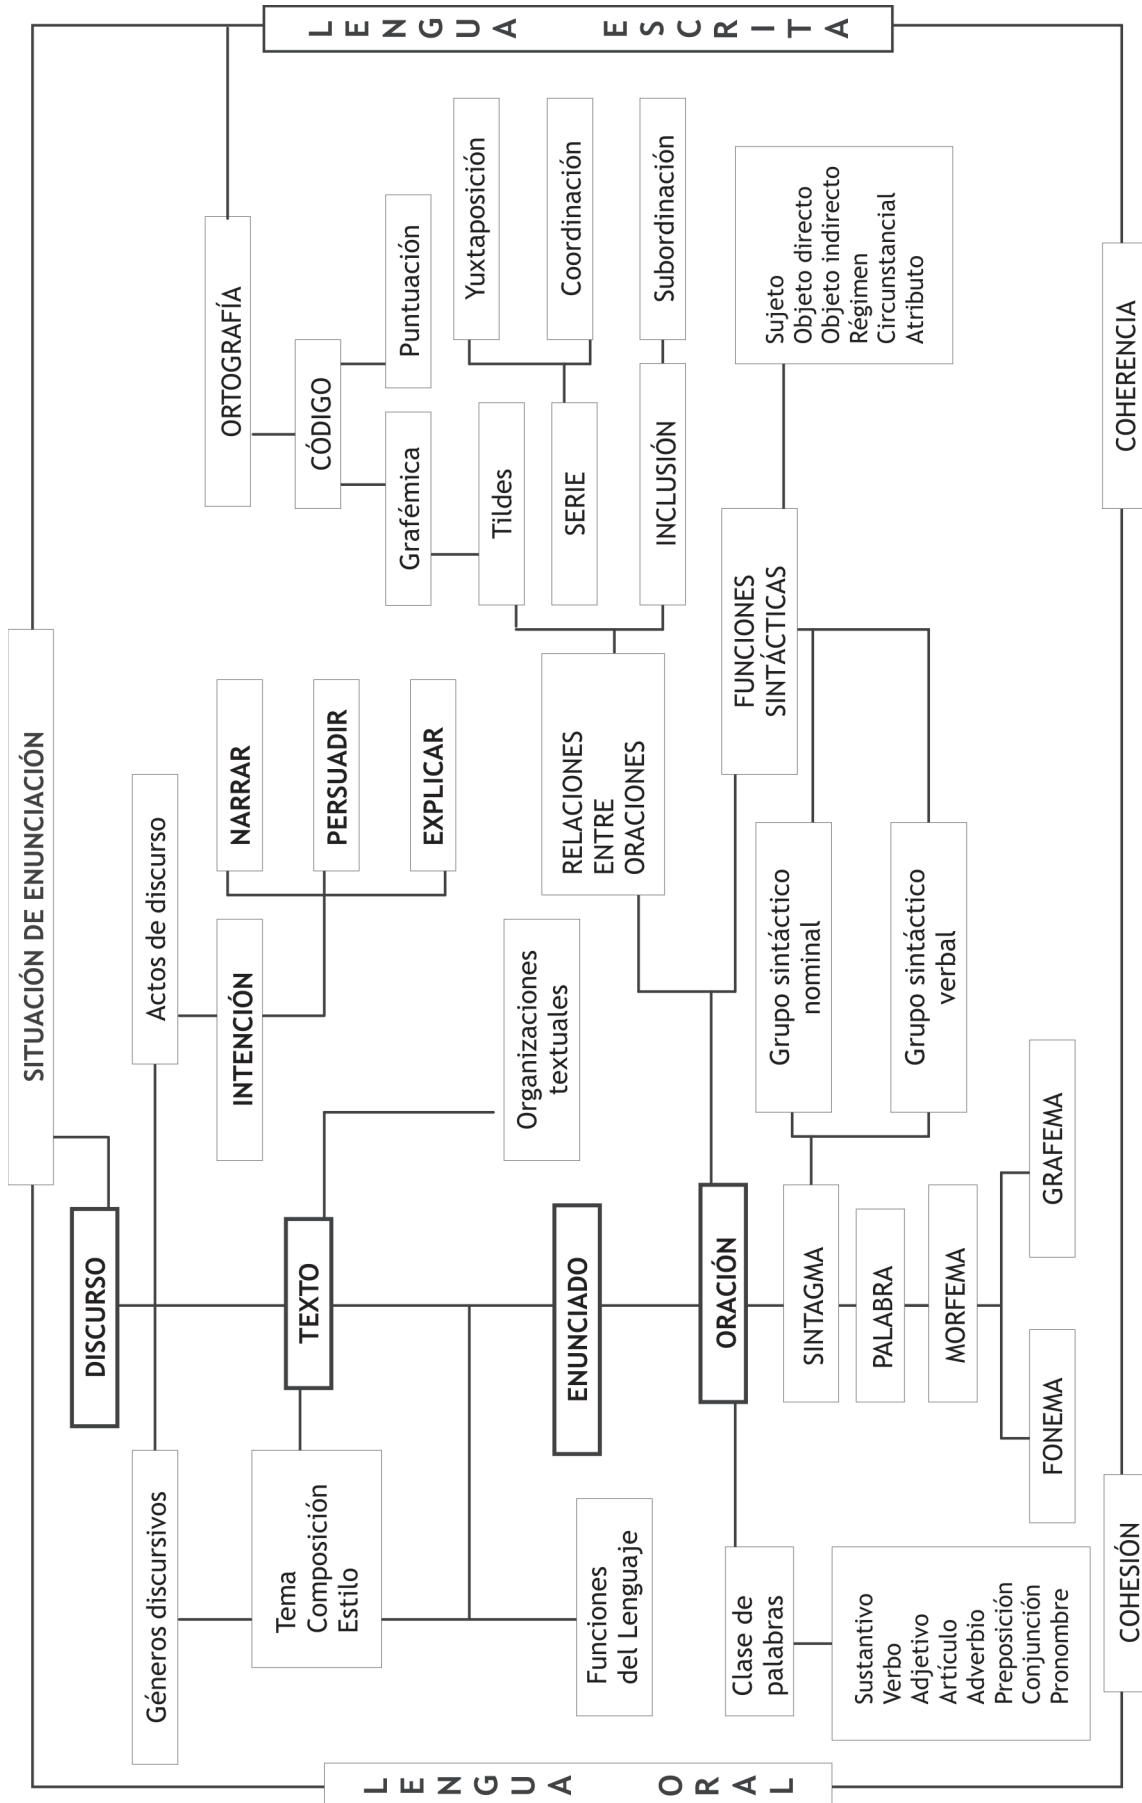 SITUACIÓN DE ENUNCIACIÓN
LENGUA ORAL
LENGUA ESCRITA
DISCURSO
Géneros discursivos
Actos de discurso
ORTOGRAFÍA
INTENCIÓN
NARRAR
PERSUADIR
EXPLICAR
CÓDIGO
Grafémica
Puntuación
Tildes
Tema
Composición
Estilo
TEXTO
Organizaciones
textuales
Funciones
del Lenguaje
ENUNCIADO
RELACIONES
ENTRE
ORACIONES
SERIE
Yuxtaposición
Coordinación
INCLUSIÓN
Subordinación
ORACIÓN
Clase de
palabras
Sustantivo
Verbo
Adjetivo
Artículo
Adverbio
Preposición
Conjunción
Pronombre
FUNCIONES
SINTÁCTICAS
Sujeto
Objeto directo
Objeto indirecto
Régimen
Circunstancial
Atributo
SINTAGMA
Grupo sintáctico
nominal
Grupo sintáctico
verbal
PALABRA
MORFEMA
FONEMA
GRAFEMA
COHESIÓN
COHERENCIA